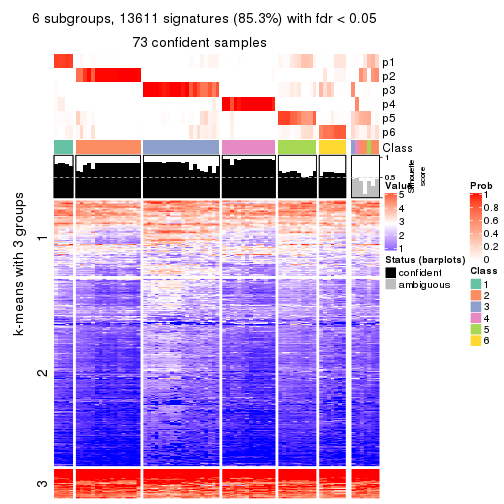 6 subgroups, 13611 signatures (85.3%) with fdr < 0.05
73 confident samples
p1
p2
p3
p4
p5
p6
Class
1
0.5
0
Silhouette
score
k-means with 3 groups
1
2
3
Value
5
4
3
2
1
Status (barplots)
confident
ambiguous
Prob
1
0.8
0.6
0.4
0.2
0
Class
1
2
3
4
5
6